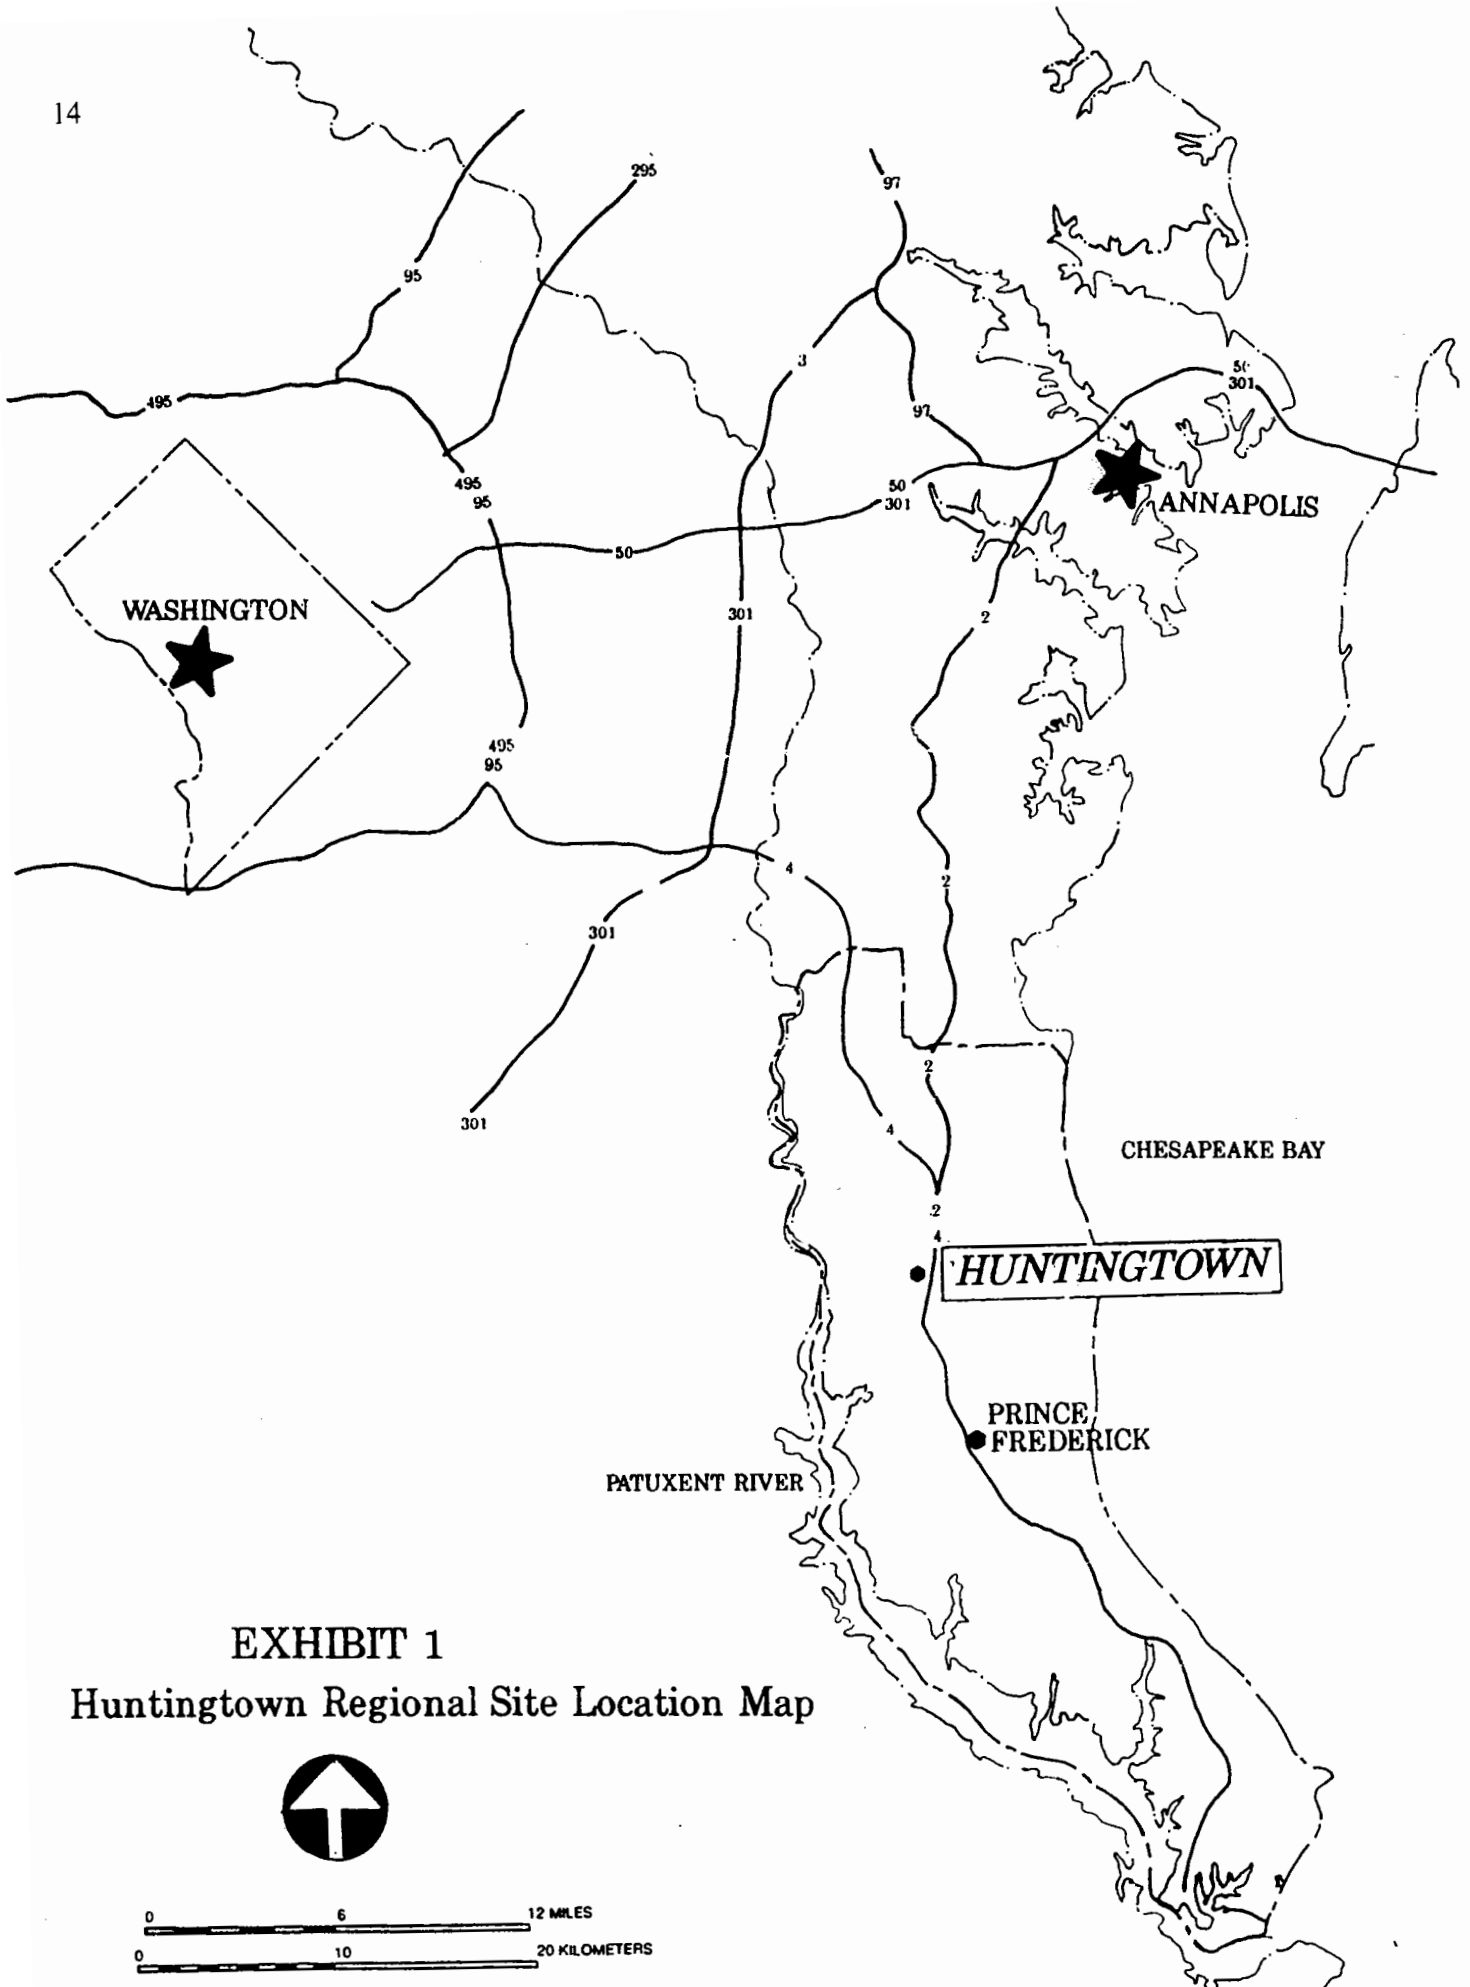 14
295
97
95
3
50
301
495
97
495
95
50
301
ANNAPOLIS
50
WASHINGTON
301
2
495
95
4
2
301
2
301
4
CHESAPEAKE BAY
2
4
HUNTINGTOWN
PRINCE
FREDERICK
PATUXENT RIVER
EXHIBIT 1
Huntingtown Regional Site Location Map
0 6 12 MILES
0 10 20 KILOMETERS